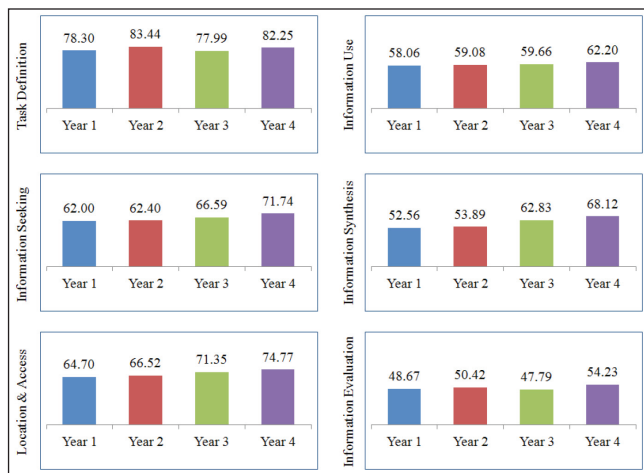 Task Definition
78.30 83.44 77.99 82.25
Year 1 Year 2 Year 3 Year 4
Information Use
58.06 59.08 59.66 62.20
Year 1 Year 2 Year 3 Year 4
Information Seeking
62.00 62.40 66.59 71.74
Year 1 Year 2 Year 3 Year 4
Information Synthesis
52.56 53.89 62.83 68.12
Year 1 Year 2 Year 3 Year 4
Location & Access
64.70 66.52 71.35 74.77
Year 1 Year 2 Year 3 Year 4
Information Evaluation
48.67 50.42 47.79 54.23
Year 1 Year 2 Year 3 Year 4